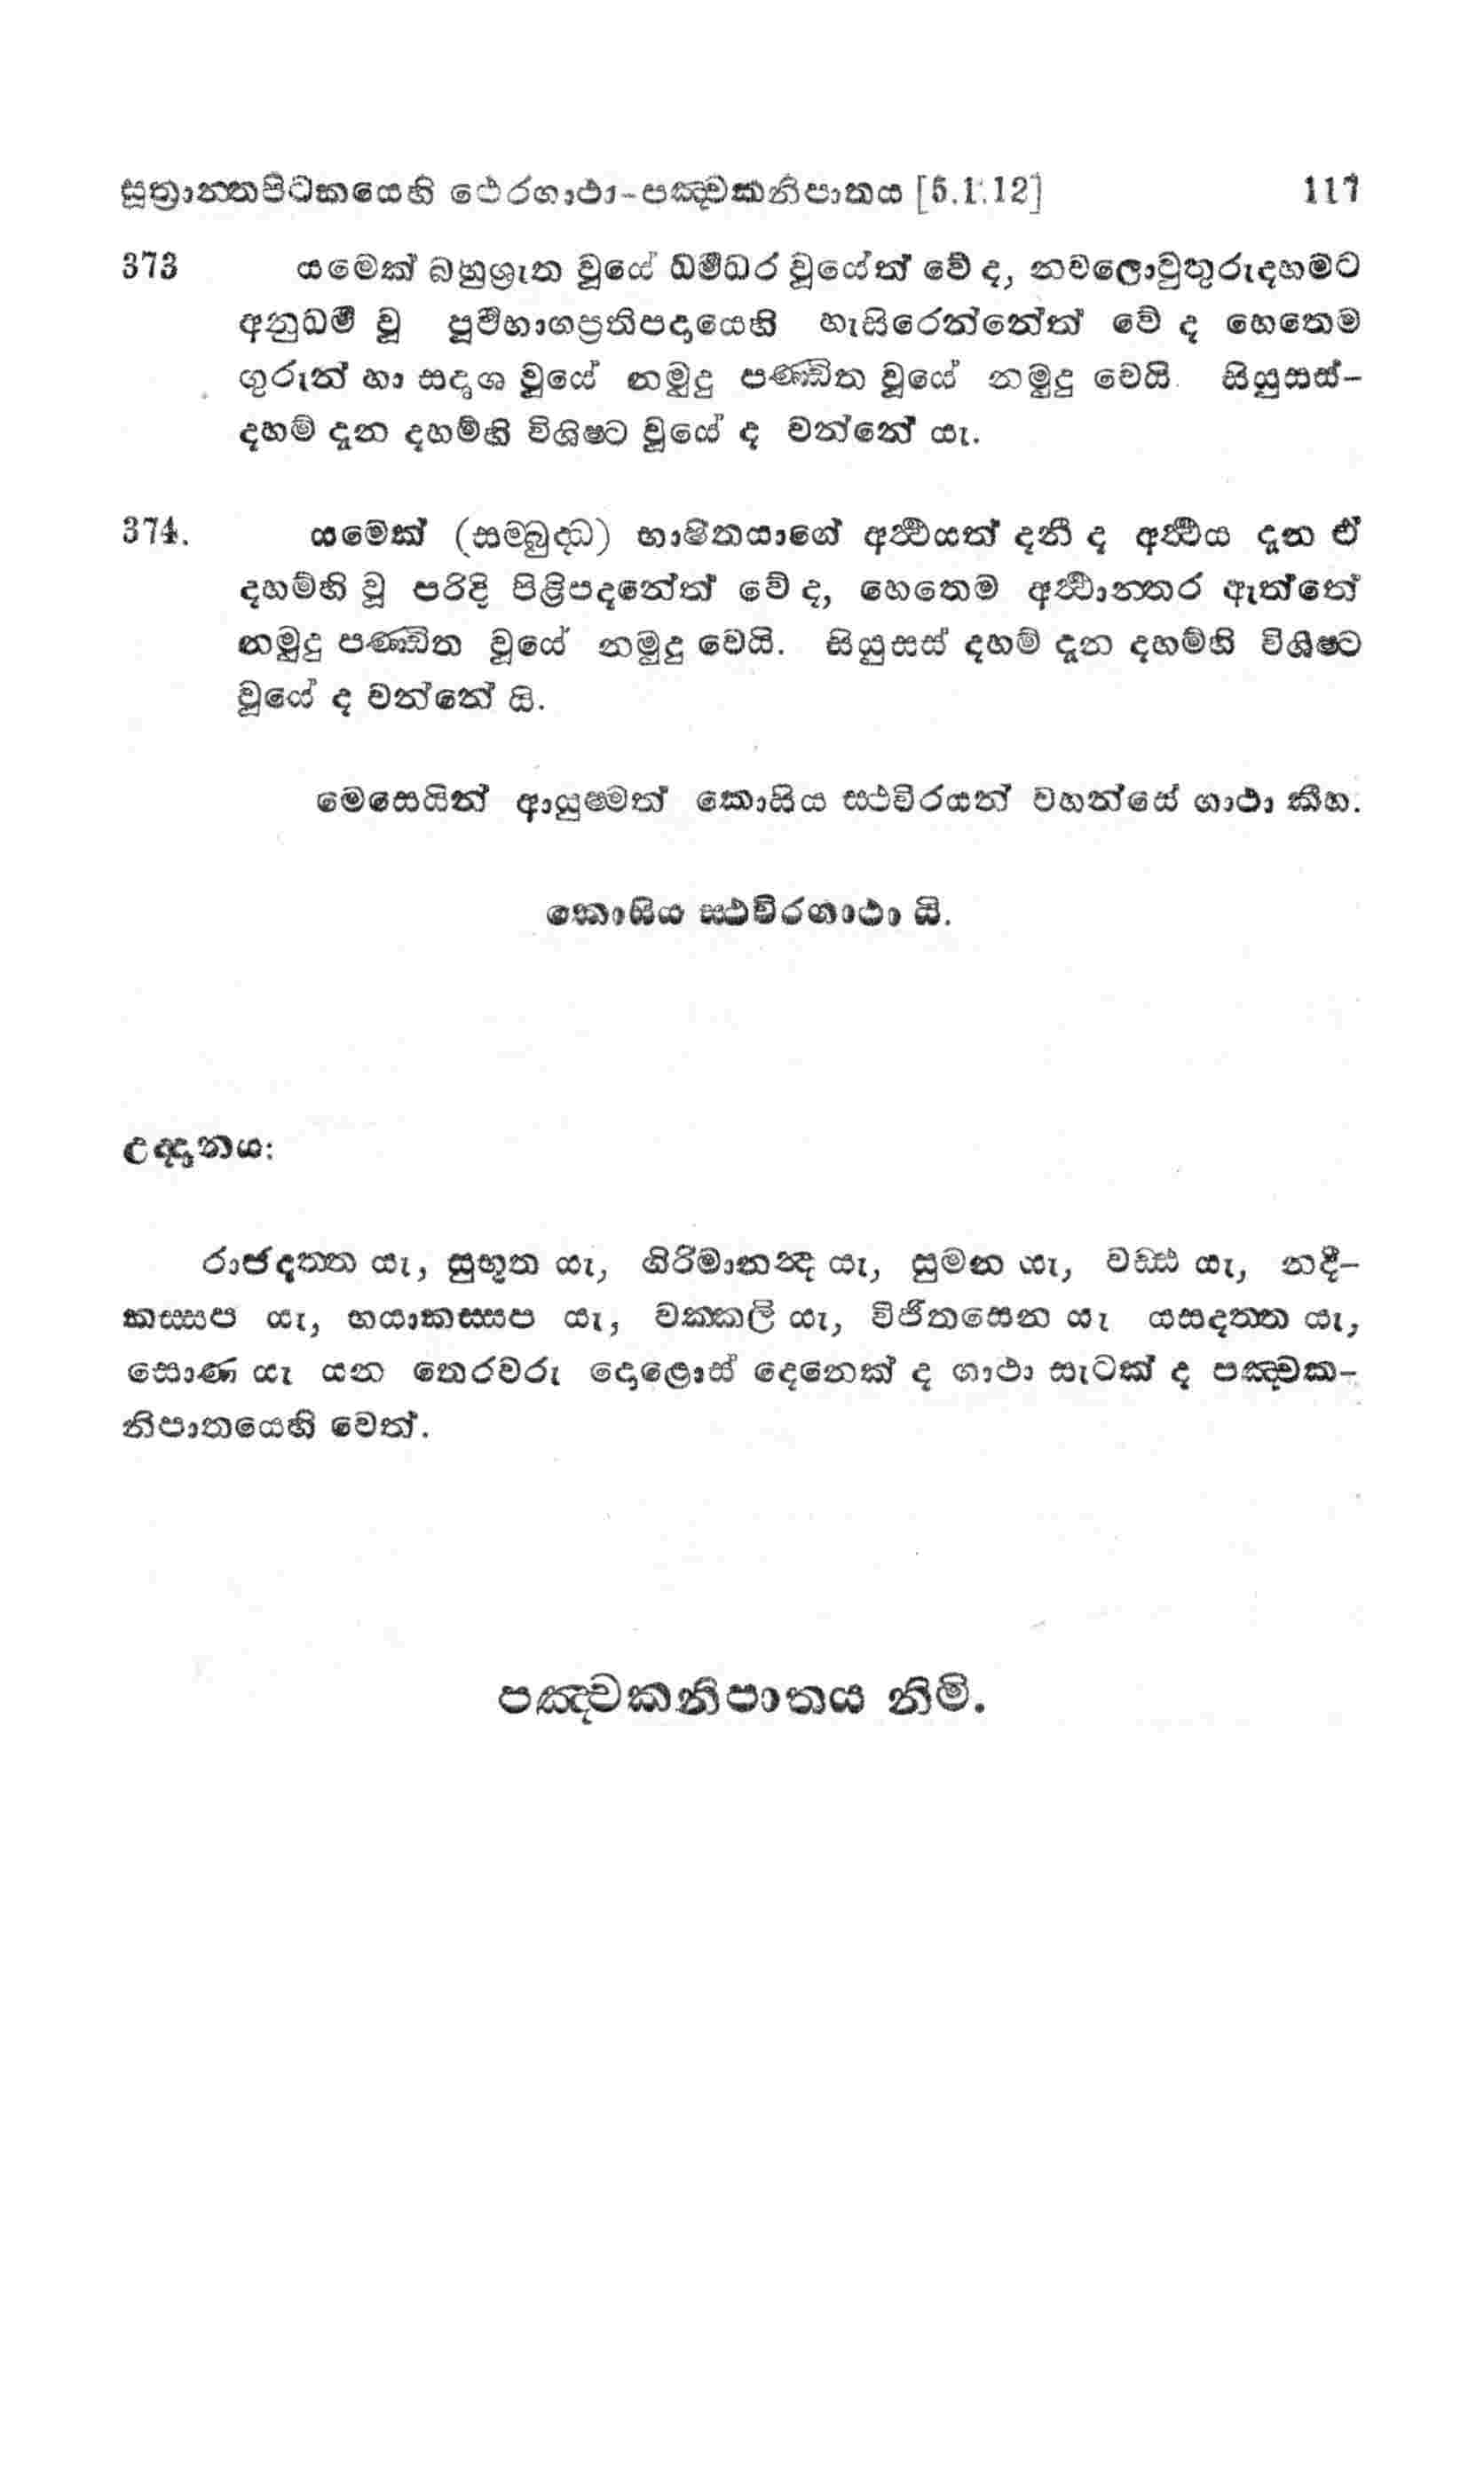 සූත්‍රාන්තපිටකයෙහි ථෙරගාථා-පඤ්චකනිපාතය [5.1.12] 117
373 යමෙක් බහුශ්‍රුත වූයේ ධර්‍මධර වූයේත් වේ ද, නවලොවුතුරුදහමට
අනුධර්‍ම වූ පූර්‍වභාගප්‍රතිපදායෙහි හැසිරෙන්නේත් වේ ද හෙතෙම
ගුරුන් හා සදෘශ වූයේ නමුදු පණ්ඩිත වූයේ නමුදු වෙයි. සියුසස්-
දහම් දැන දහම්හි විශිෂ්ට වූයේ ද වන්නේ යැ.
374. යමෙක් (සම්බුද්ධ) භාෂිතයාගේ අර්‍ථයත් දනී ද අර්‍ථය දැන ඒ
දහම්හි වූ පරිදි පිළිපදනේත් වේ ද, හෙතෙම අර්‍ථාන්තර ඇත්තේ
නමුදු පණ්ඩිත වූයේ නමුදු වෙයි. සියුසස් දහම් දැන දහම්හි විශිෂ්ට
වූයේ ද වන්නේ යි.
මෙසෙයින් ආයුෂ්මත් කොසිය ස්ථවිරයන් වහන්සේ ගාථා කීහ.
කොසිය ස්ථවිරගාථා යි.
උද්දානය:
රාජදත්ත යැ, සුභූත යැ, ගිරිමානන්ද යැ, සුමන යැ, වඩ්ඪ යැ, නදී-
කස්සප යැ, භයාකස්සප යැ, වක්කලි යැ, විජිතසෙන යැ යසදත්ත යැ,
සොණ යැ යන තෙරවරු දොළොස් දෙනෙක් ද ගාථා සැටක් ද පඤ්චක-
නිපාතයෙහි වෙත්.
පඤ්චකනිපාතය නිමි.